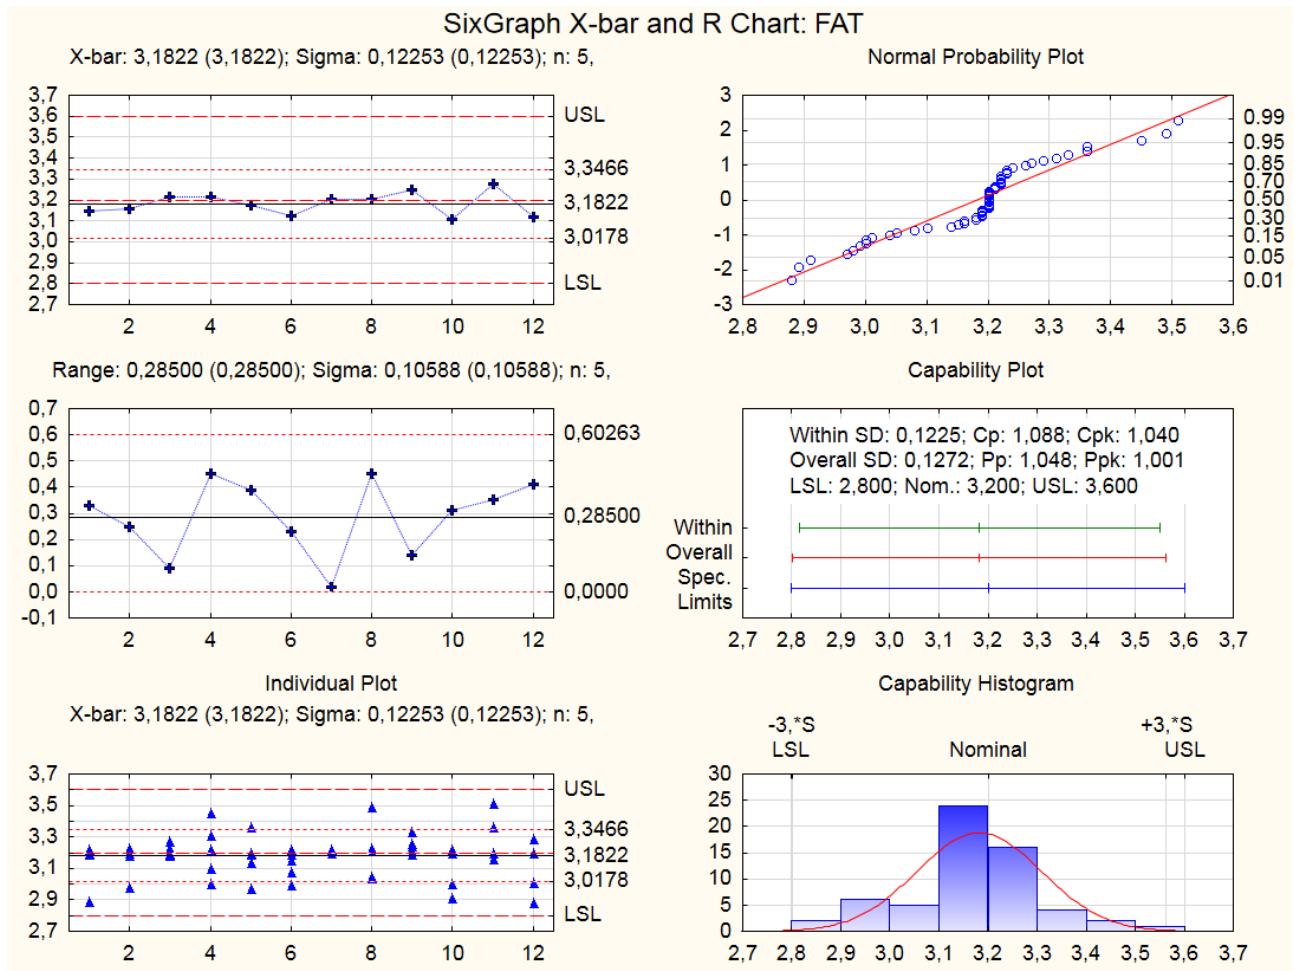 SixGraph X-bar and R Chart: FAT
X-bar: 3,1822 (3,1822); Sigma: 0,12253 (0,12253); n: 5,
3,7
3,6
3,5
3,4
3,3
3,2
3,1
3,0
2,9
2,8
2,7
USL
3,3466
3,1822
3,0178
LSL
2 4 6 8 10 12
Normal Probability Plot
3
2
1
0
-1
-2
-3
0.99
0.95
0.85
0.70
0.50
0.30
0.15
0.05
0.01
2,8 2,9 3,0 3,1 3,2 3,3 3,4 3,5 3,6
Range: 0,28500 (0,28500); Sigma: 0,10588 (0,10588); n: 5,
0,7
0,6
0,5
0,4
0,3
0,2
0,1
0,0
-0,1
0,60263
0,28500
0,0000
2 4 6 8 10 12
Capability Plot
Within SD: 0,1225; Cp: 1,088; Cpk: 1,040
Overall SD: 0,1272; Pp: 1,048; Ppk: 1,001
LSL: 2,800; Nom.: 3,200; USL: 3,600
Within
Overall
Spec.
Limits
2,7 2,8 2,9 3,0 3,1 3,2 3,3 3,4 3,5 3,6 3,7
Individual Plot
X-bar: 3,1822 (3,1822); Sigma: 0,12253 (0,12253); n: 5,
3,7
3,5
3,3
3,1
2,9
2,7
USL
3,3466
3,1822
3,0178
LSL
2 4 6 8 10 12
Capability Histogram
-3,*S +3,*S
LSL Nominal USL
30
25
20
15
10
5
0
2,7 2,8 2,9 3,0 3,1 3,2 3,3 3,4 3,5 3,6 3,7